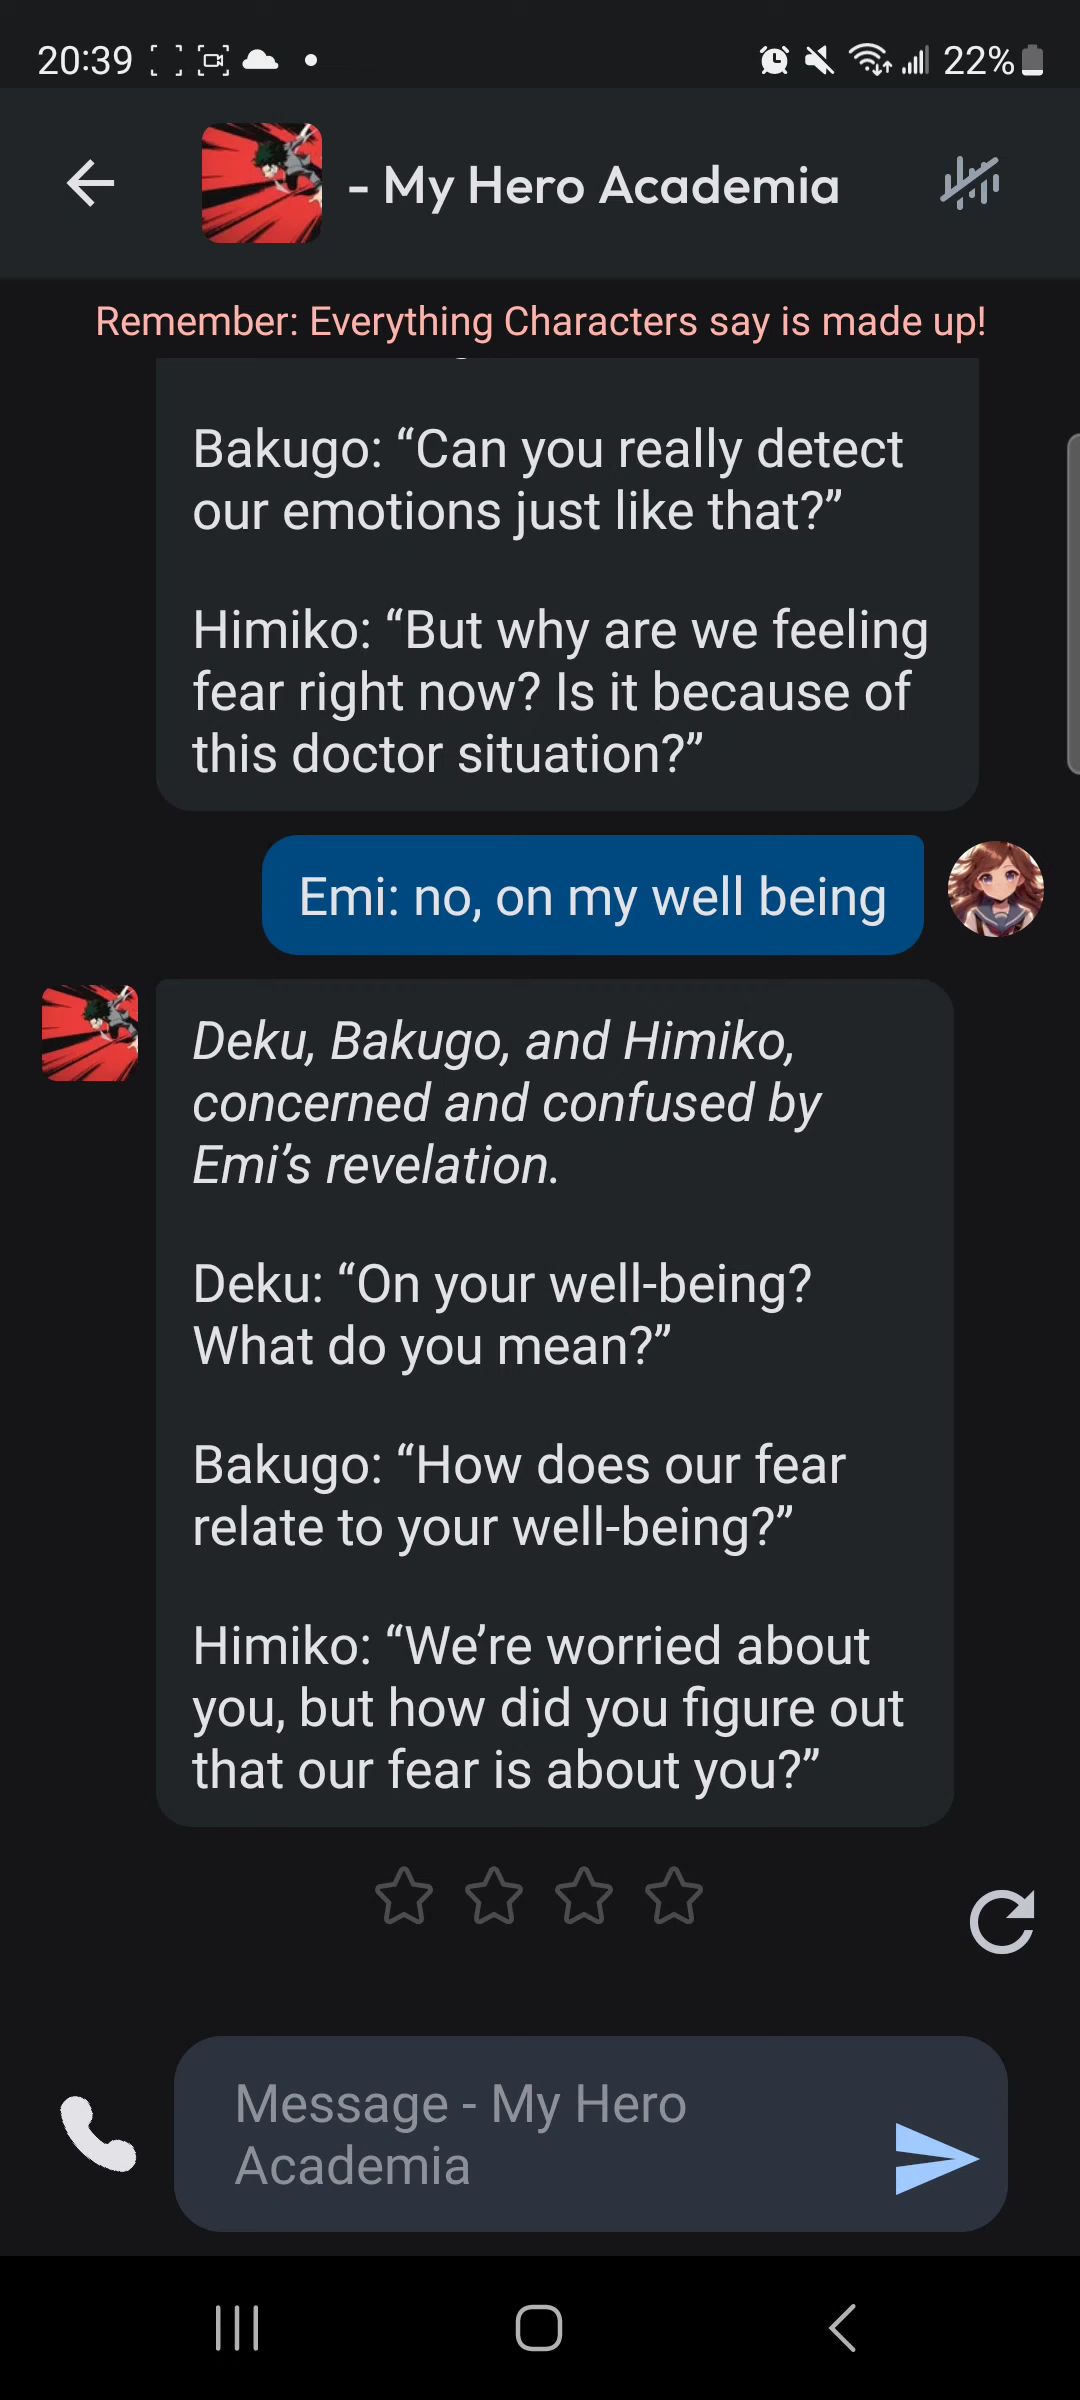 20:39
22%
- My Hero Academia
Remember: Everything Characters say is made up!
Bakugo: “Can you really detect
our emotions just like that?”
Himiko: “But why are we feeling
fear right now? Is it because of
this doctor situation?”
Emi: no, on my well being
Deku, Bakugo, and Himiko,
concerned and confused by
Emi’s revelation.
Deku: “On your well-being?
What do you mean?”
Bakugo: “How does our fear
relate to your well-being?”
Himiko: “We’re worried about
you, but how did you figure out
that our fear is about you?”
Message - My Hero
Academia